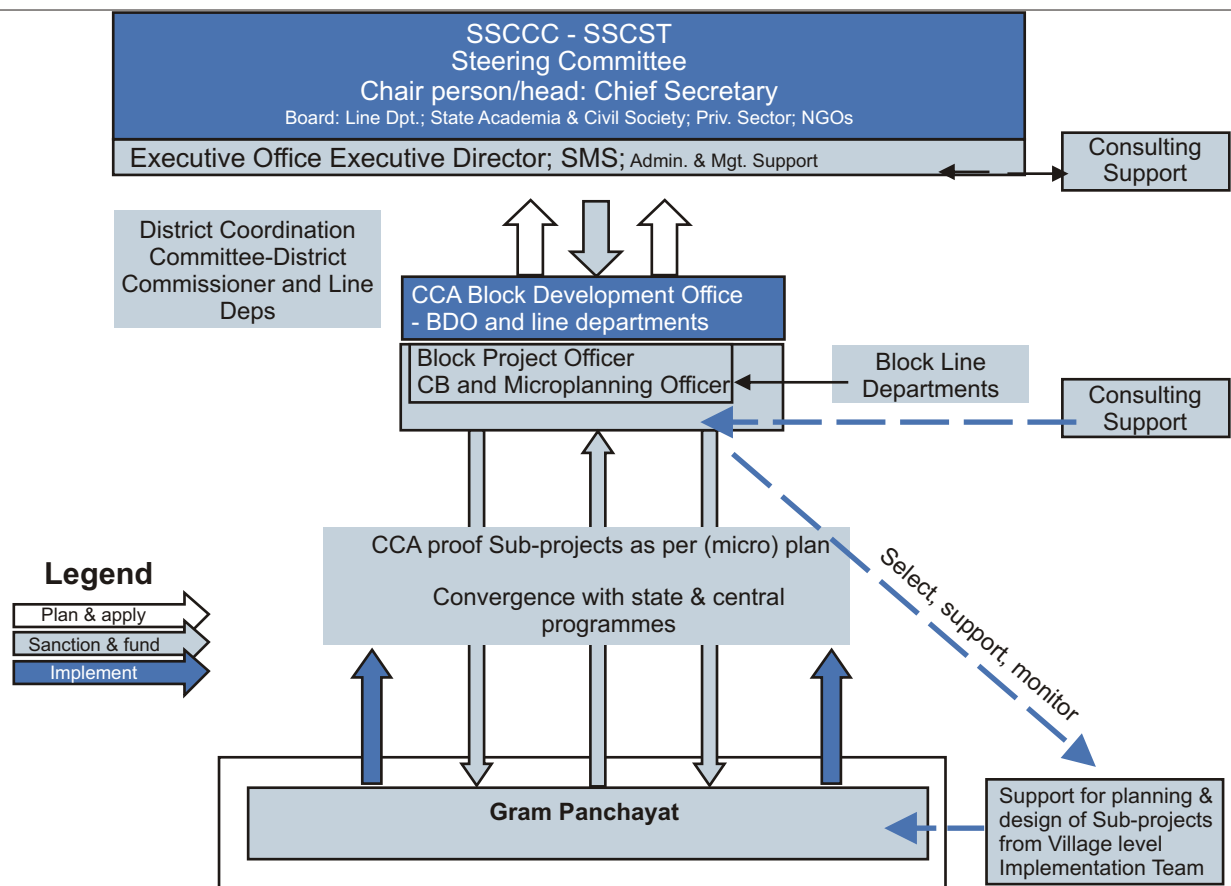 SSCCC - SSCST
Steering Committee
Chair person/head: Chief Secretary
Board: Line Dpt.; State Academia & Civil Society; Priv. Sector; NGOs
Executive Office Executive Director; SMS; Admin. & Mgt. Support
Consulting
Support
District Coordination
Committee-District
Commissioner and Line
Deps
CCA Block Development Office
- BDO and line departments
Block Project Officer
CB and Microplanning Officer
Block Line
Departments
Consulting
Support
CCA proof Sub-projects as per (micro) plan
Convergence with state & central
programmes
Select, support, monitor
Legend
Plan & apply
Sanction & fund
Implement
Gram Panchayat
Support for planning &
design of Sub-projects
from Village level
Implementation Team